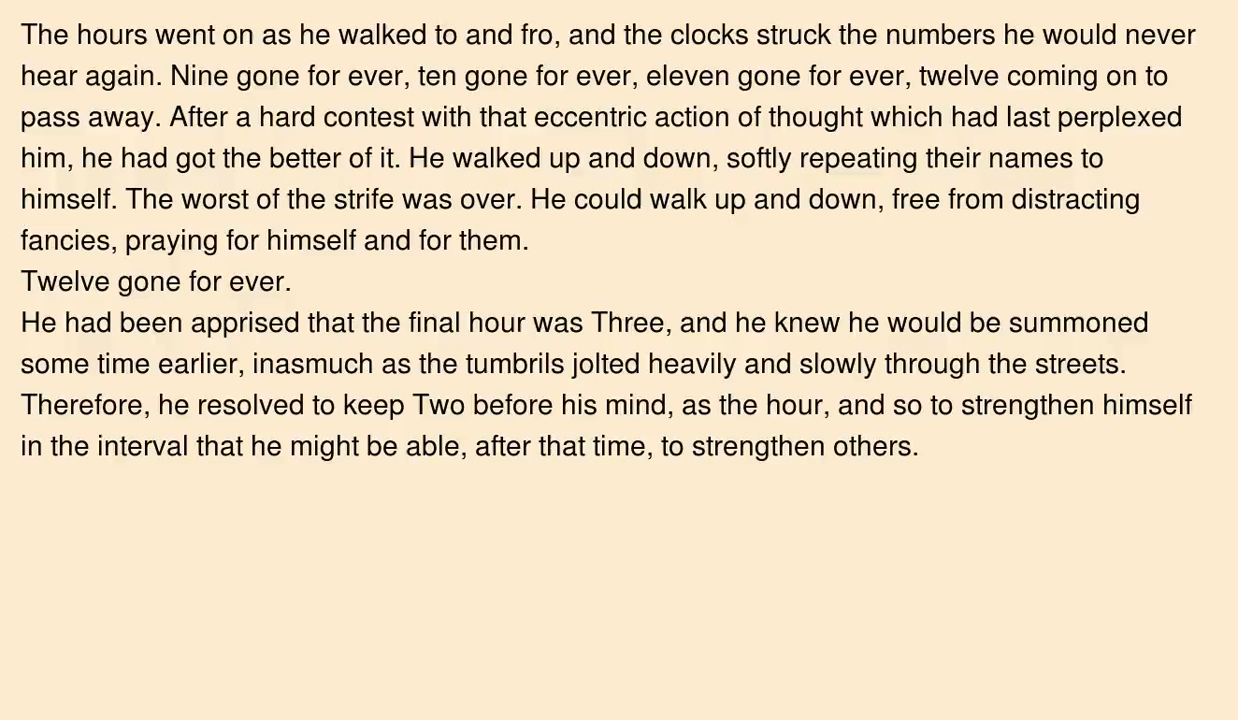 The hours went on as he walked to and fro, and the clocks struck the numbers he would never
hear again. Nine gone for ever, ten gone for ever, eleven gone for ever, twelve coming on to
pass away. After a hard contest with that eccentric action of thought which had last perplexed
him, he had got the better of it. He walked up and down, softly repeating their names to
himself. The worst of the strife was over. He could walk up and down, free from distracting
fancies, praying for himself and for them.
Twelve gone for ever.
He had been apprised that the final hour was Three, and he knew he would be summoned
some time earlier, inasmuch as the tumbrils jolted heavily and slowly through the streets.
Therefore, he resolved to keep Two before his mind, as the hour, and so to strengthen himself
in the interval that he might be able, after that time, to strengthen others.